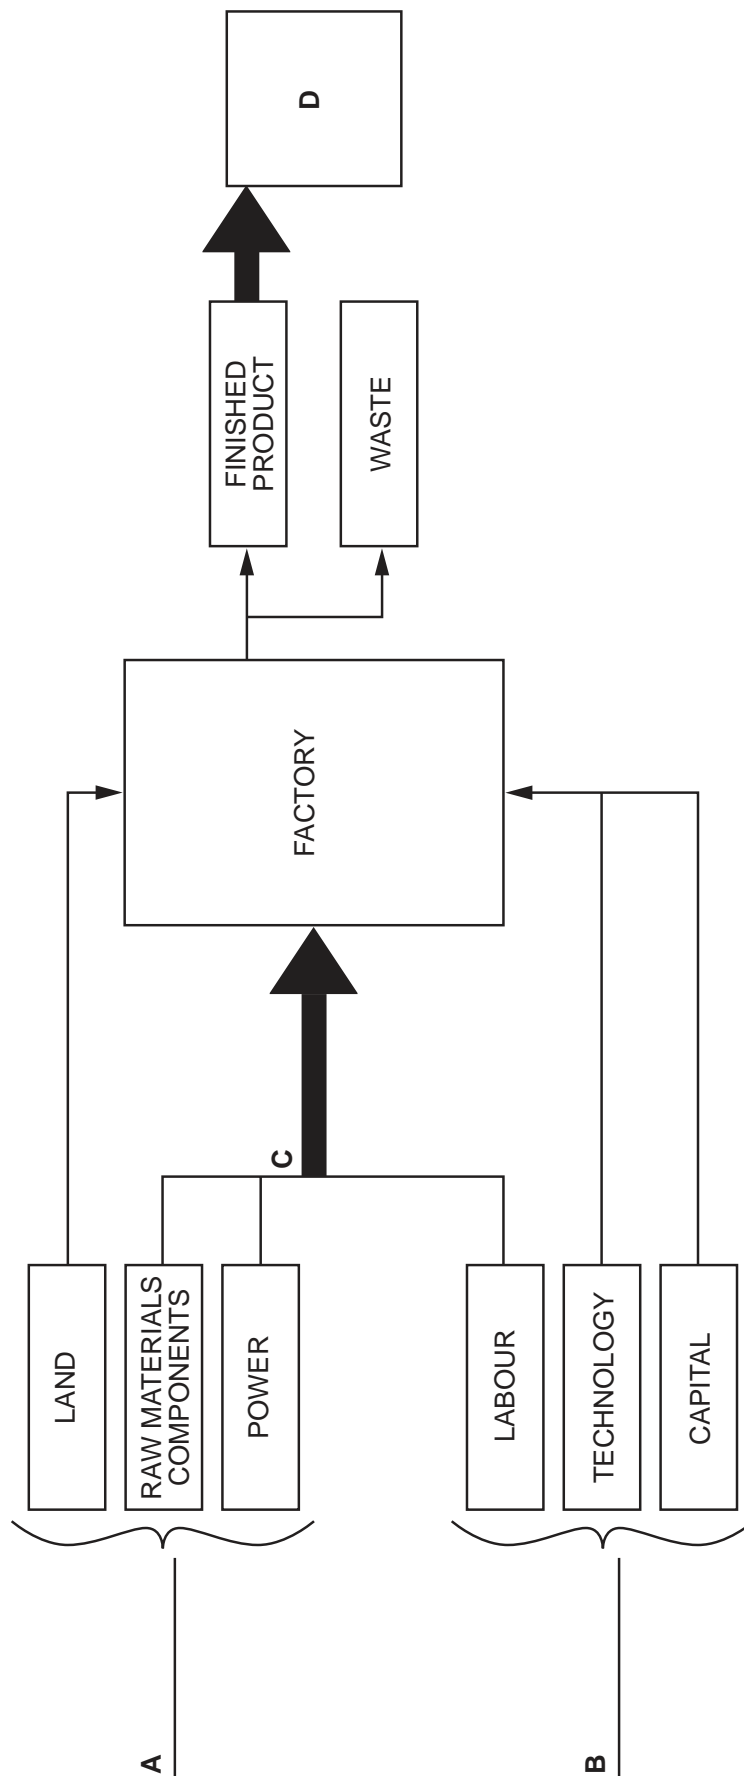 A
LAND
RAW MATERIALS
COMPONENTS
POWER
B
LABOUR
TECHNOLOGY
CAPITAL
C
FACTORY
FINISHED
PRODUCT
WASTE
D